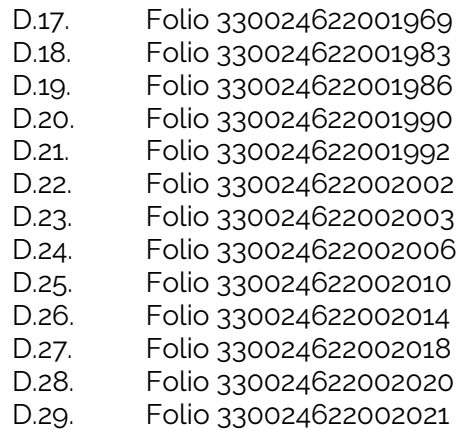 D.17. Folio 330024622001969
D.18. Folio 330024622001983
D.19. Folio 330024622001986
D.20. Folio 330024622001990
D.21. Folio 330024622001992
D.22. Folio 330024622002002
D.23. Folio 330024622002003
D.24. Folio 330024622002006
D.25. Folio 330024622002010
D.26. Folio 330024622002014
D.27. Folio 330024622002018
D.28. Folio 330024622002020
D.29. Folio 330024622002021